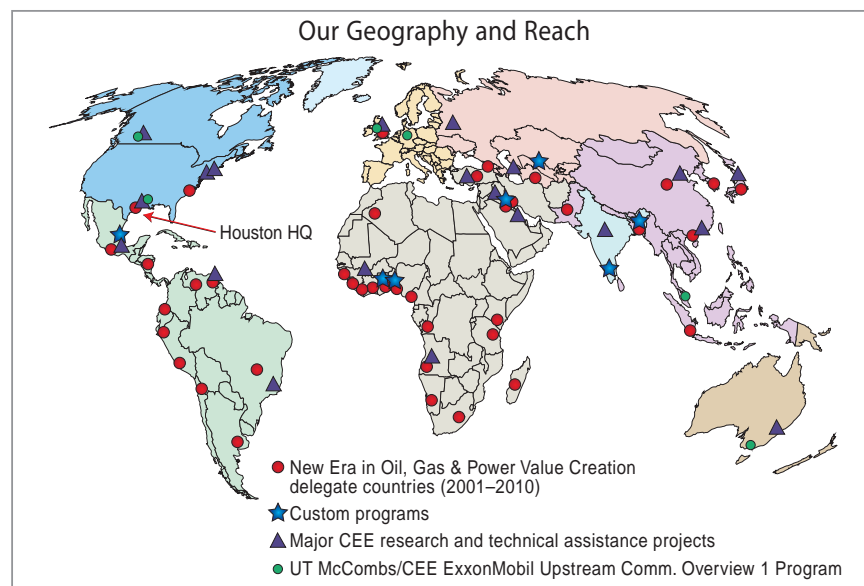 Our Geography and Reach
Houston HQ
New Era in Oil, Gas & Power Value Creation
delegate countries (2001–2010)
Custom programs
Major CEE research and technical assistance projects
UT McCombs/CEE ExxonMobil Upstream Comm. Overview 1 Program